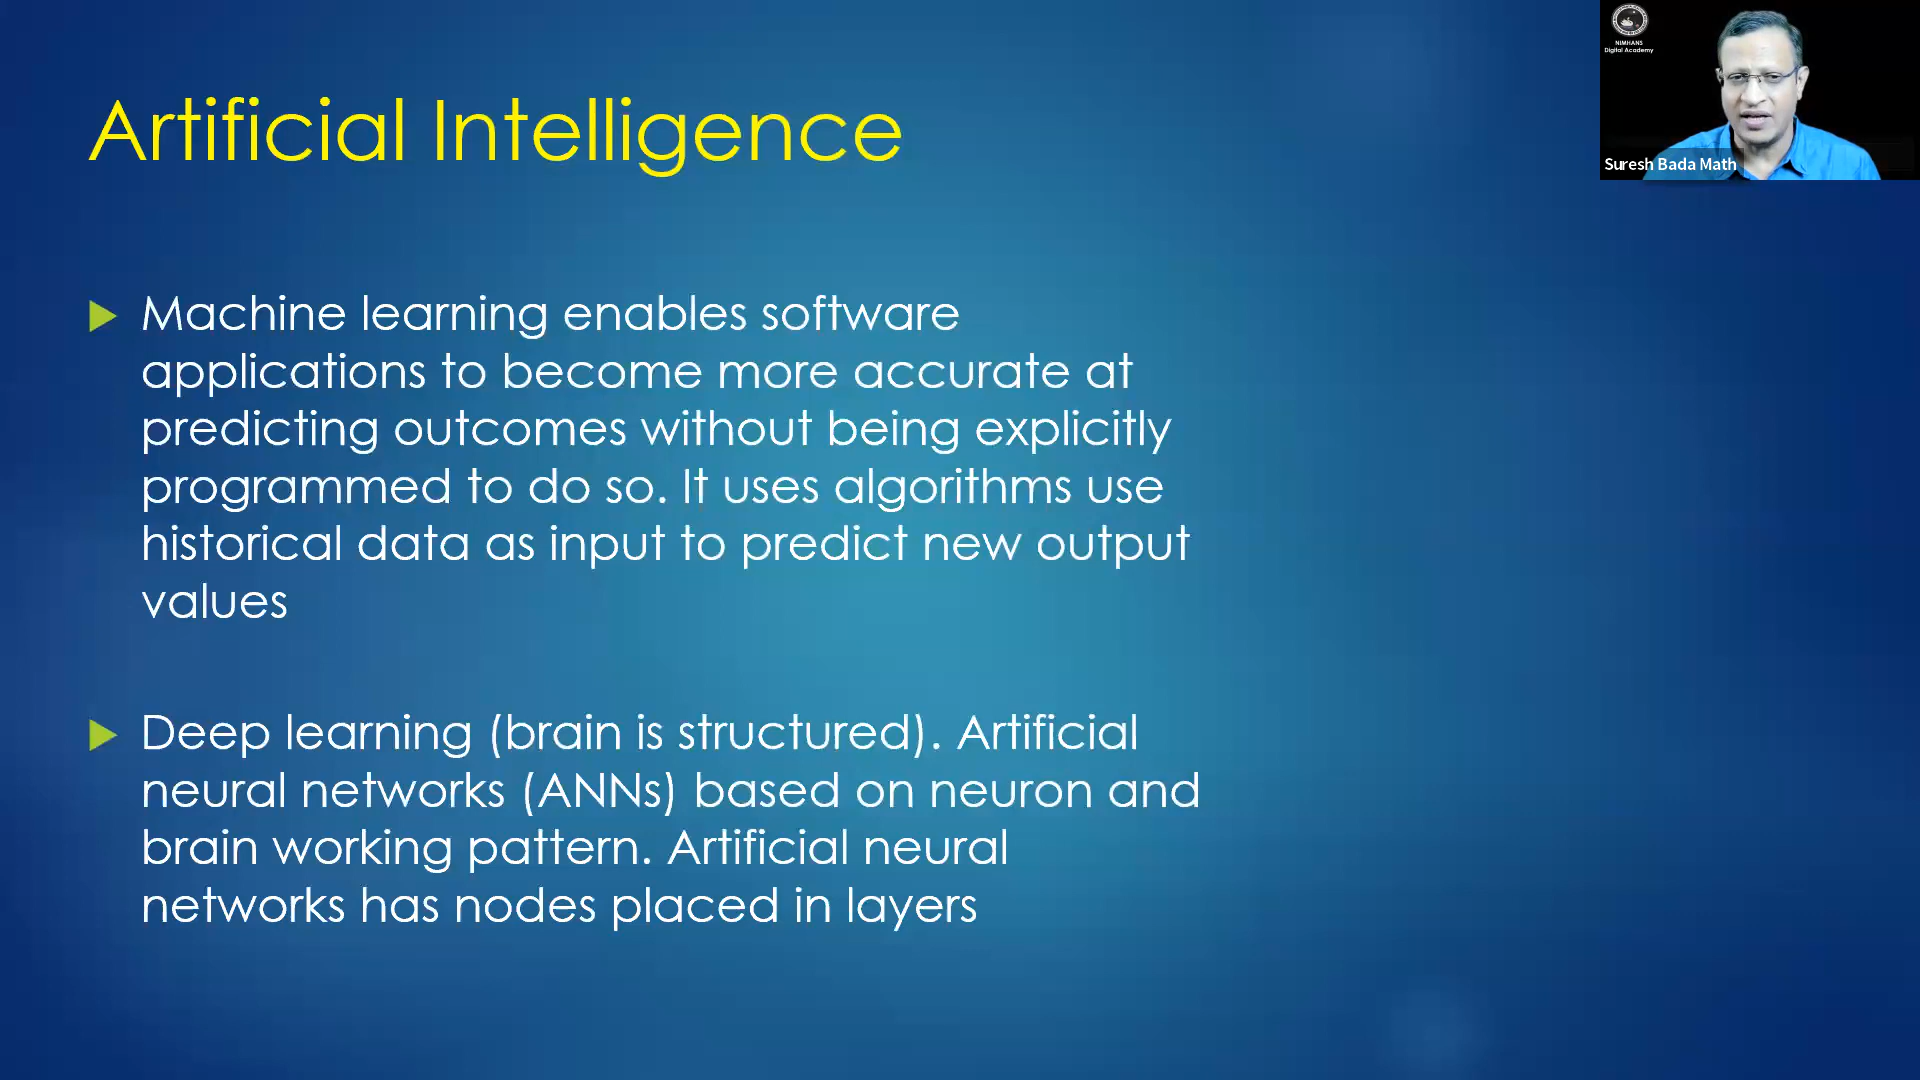 Artificial Intelligence
Machine learning enables software
applications to become more accurate at
predicting outcomes without being explicitly
programmed to do so. It uses algorithms use
historical data as input to predict new output
values
Deep learning (brain is structured). Artificial
neural networks (ANNs) based on neuron and
brain working pattern. Artificial neural
networks has nodes placed in layers
NIMHANS
Digital Academy
Suresh Bada Math